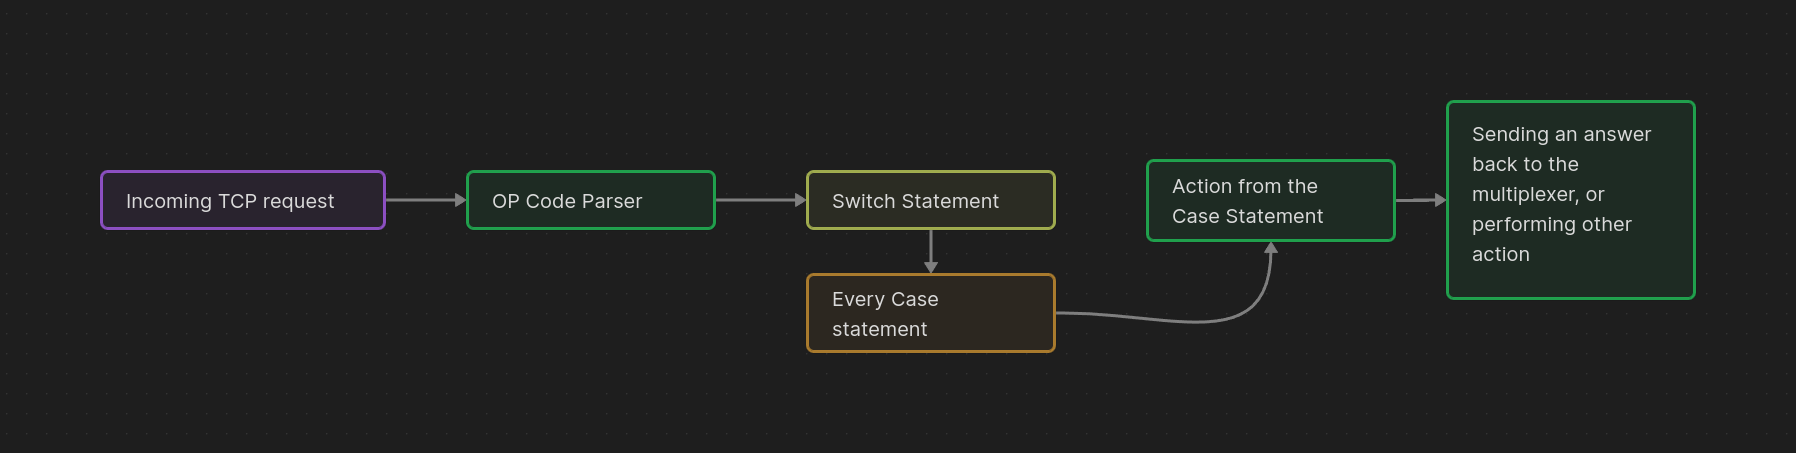 Incoming TCP request
OP Code Parser
Switch Statement
Every Case
statement
Action from the
Case Statement
Sending an answer
back to the
multiplexer, or
performing other
action